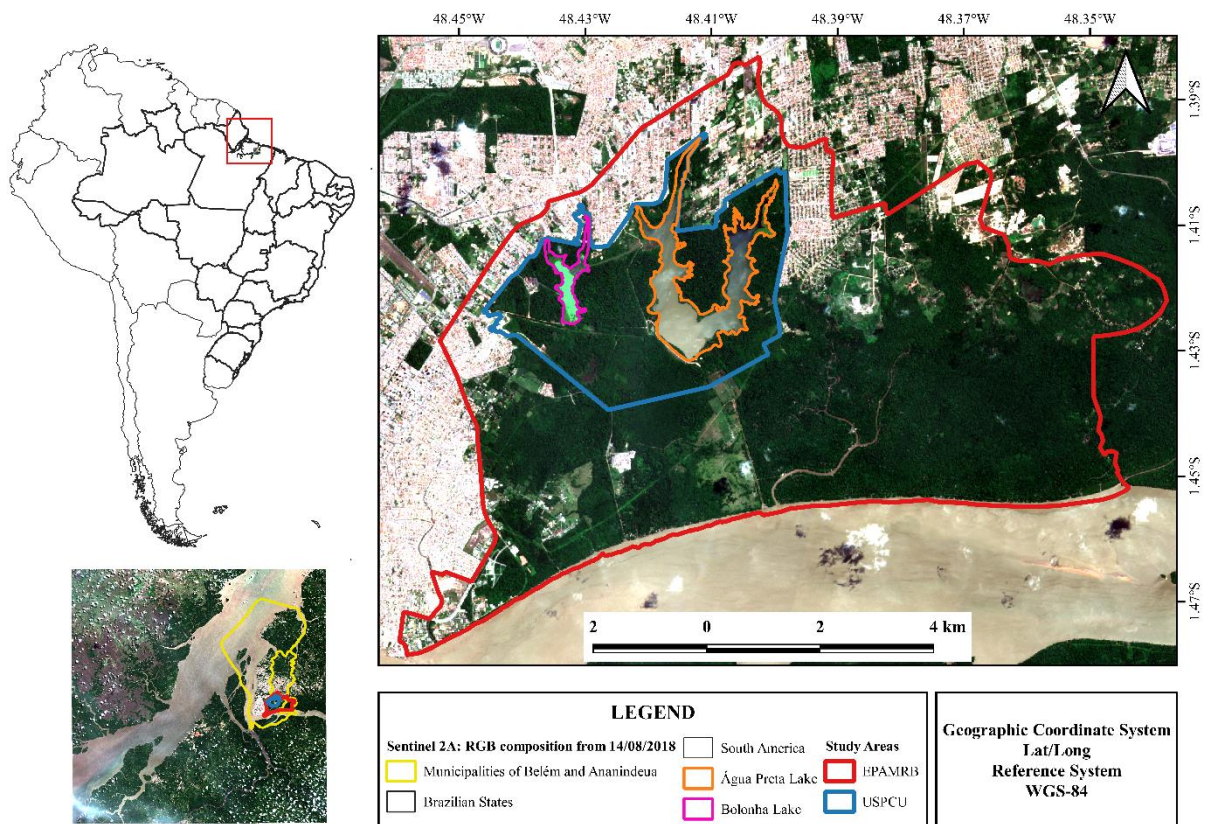 48.45°W 48.43°W 48.41°W 48.39°W 48.37°W 48.35°W
1.39°S
1.41°S
1.43°S
1.45°S
1.47°S
2 0 2 4 km
LEGEND
Sentinel 2A: RGB composition from 14/08/2018
Municipalities of Belém and Ananindeua
Brazilian States
South America
Água Preta Lake
Bolonha Lake
Study Areas
EPAMRB
USPCU
Geographic Coordinate System
Lat/Long
Reference System
WGS-84